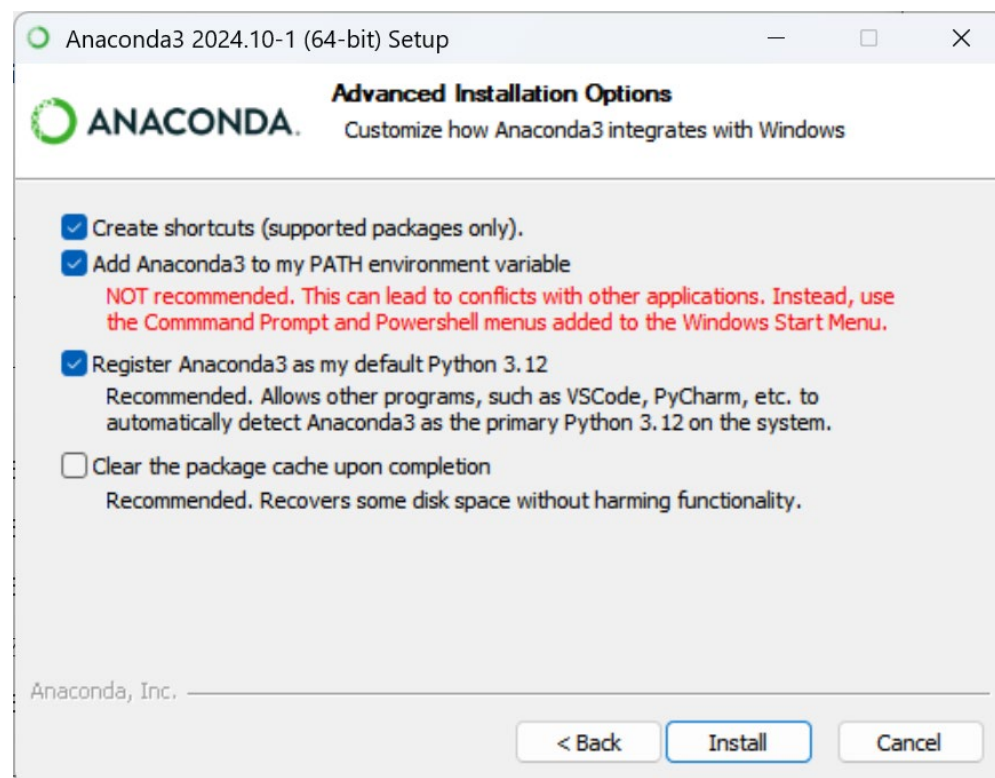 Anaconda3 2024.10-1 (64-bit) Setup
ANACONDA.
Advanced Installation Options
Customize how Anaconda3 integrates with Windows
Create shortcuts (supported packages only).
Add Anaconda3 to my PATH environment variable
NOT recommended. This can lead to conflicts with other applications. Instead, use
the Commmand Prompt and Powershell menus added to the Windows Start Menu.
Register Anaconda3 as my default Python 3.12
Recommended. Allows other programs, such as VSCode, PyCharm, etc. to
automatically detect Anaconda3 as the primary Python 3.12 on the system.
Clear the package cache upon completion
Recommended. Recovers some disk space without harming functionality.
Anaconda, Inc.
< Back Install Cancel